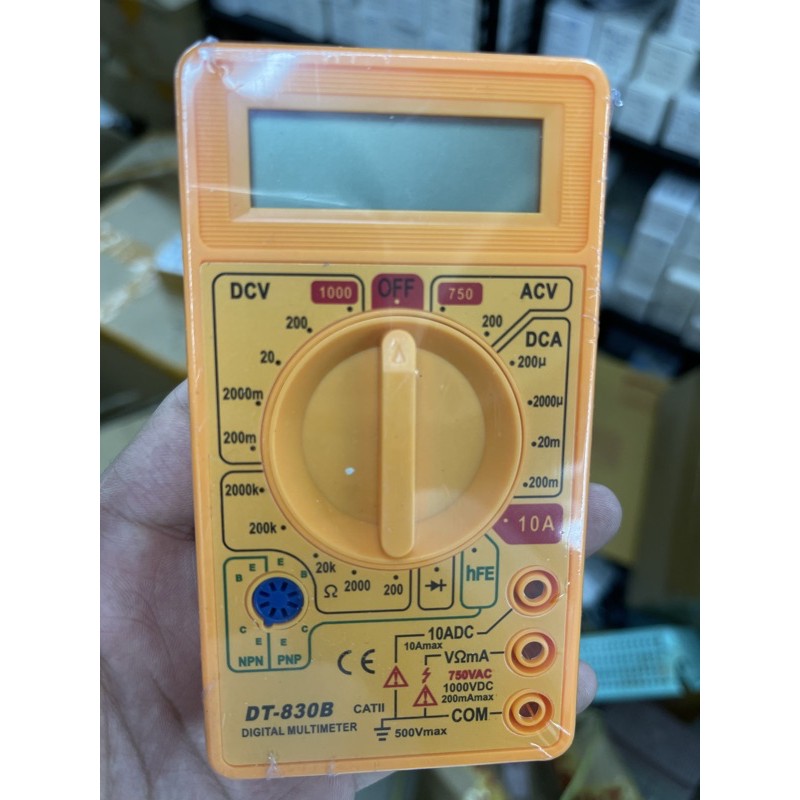 DCV 1000 OFF 750 ACV
200 200
DCA
20 200µ
2000m 2000µ
200m 20m
2000k 200m
200k 10A
20k
Ω 2000 200 hFE
E E
B B
C C
E E
NPN PNP
10ADC
10Amax
VΩmA
750VAC
1000VDC
200mAmax
CE
CATII
COM
500Vmax
DT-830B
DIGITAL MULTIMETER